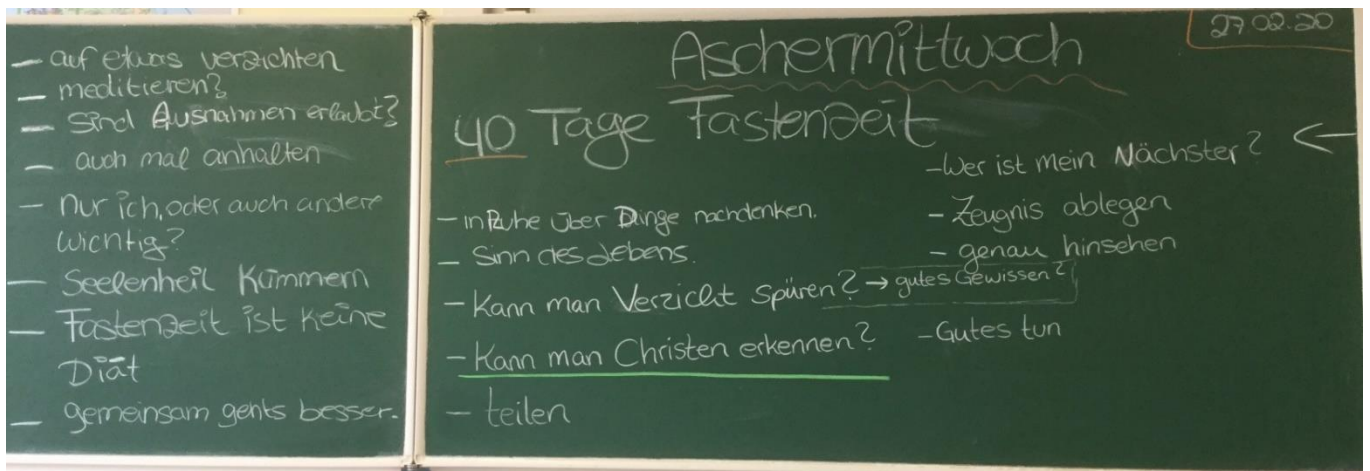 - auf etwas verzichten
- meditieren?
- Sind Ausnahmen erlaubt?
- auch mal anhalten
- Nur ich, oder auch andere
wichtig?
- Seelenheil Kümmern
- Fastenzeit ist keine
Diät
- gemeinsam gehts besser.
27.02.20
Aschermittwoch
40 Tage Fastenzeit
- in Ruhe über Dinge nachdenken.
- Sinn des Lebens.
- Kann man Verzicht spüren? → gutes Gewissen?
- Kann man Christen erkennen?
- teilen
←
- Wer ist mein Nächster?
- Zeugnis ablegen
- genau hinsehen
- Gutes tun